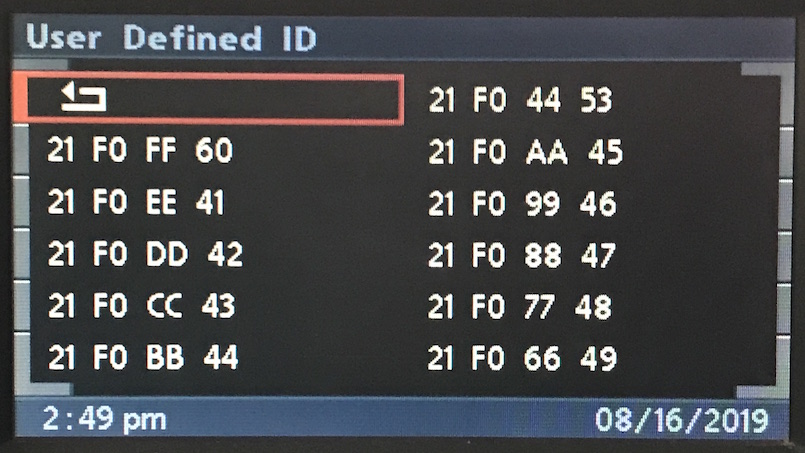 User Defined ID
21 F0 FF 60
21 F0 EE 41
21 F0 DD 42
21 F0 CC 43
21 F0 BB 44
21 F0 44 53
21 F0 AA 45
21 F0 99 46
21 F0 88 47
21 F0 77 48
21 F0 66 49
2:49 pm
08/16/2019